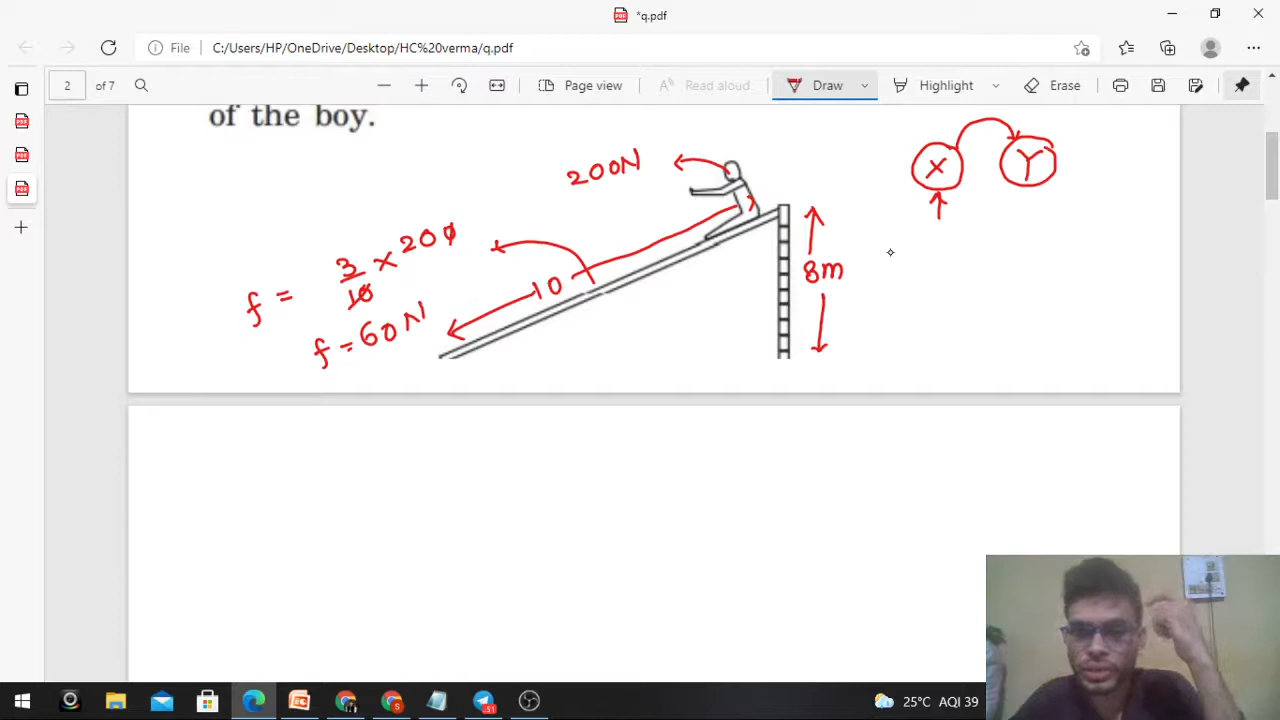 *q.pdf
File C:/Users/HP/OneDrive/Desktop/HC%20verma/q.pdf
2 of 7 Page view Read aloud Draw Highlight Erase
of the boy.
200N
X Y
f = 3/10 × 200
f = 60N
10
8m
25°C AQI 39